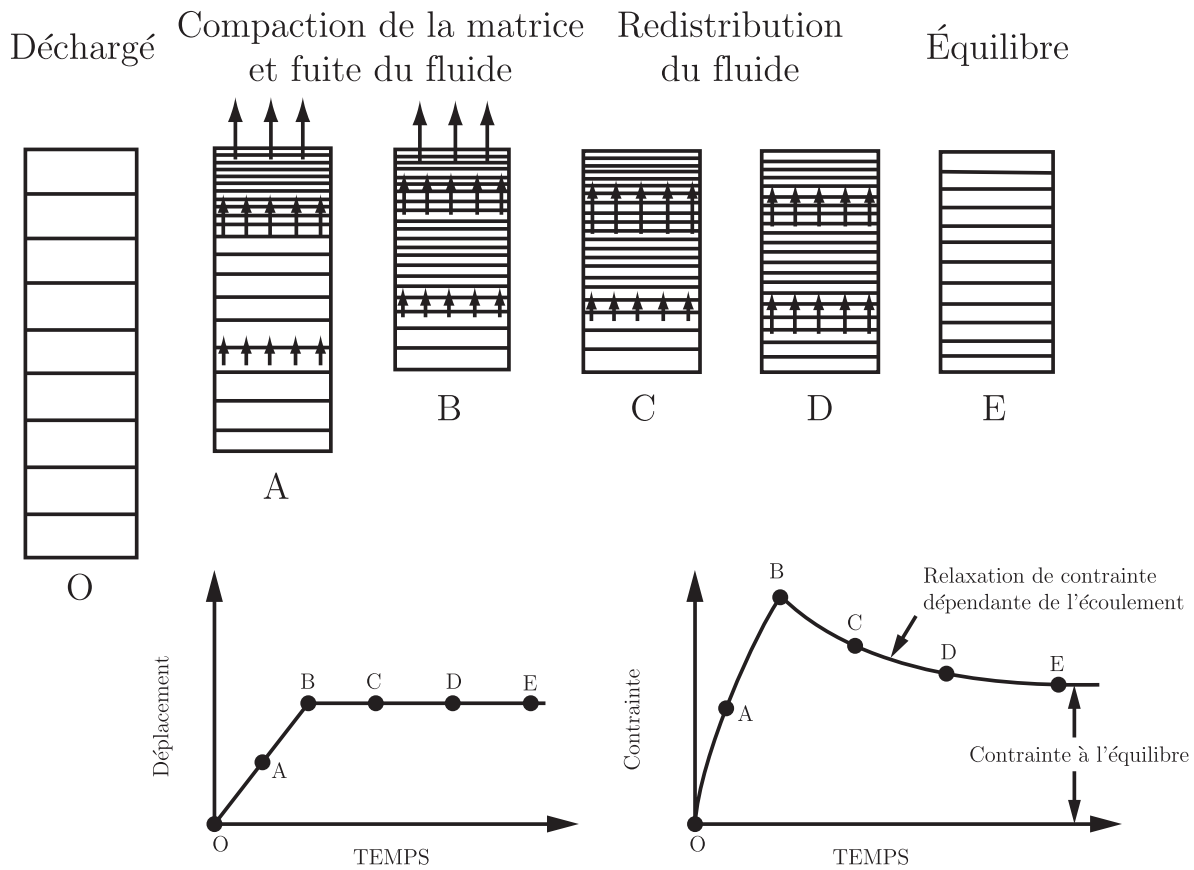 Déchargé
Compaction de la matrice
et fuite du fluide
Redistribution
du fluide
Équilibre
O
A
B
C
D
E
Déplacement
O
A
B
C
D
E
TEMPS
Contrainte
O
A
B
C
D
E
Relaxation de contrainte
dépendante de l'écoulement
Contrainte à l'équilibre
TEMPS